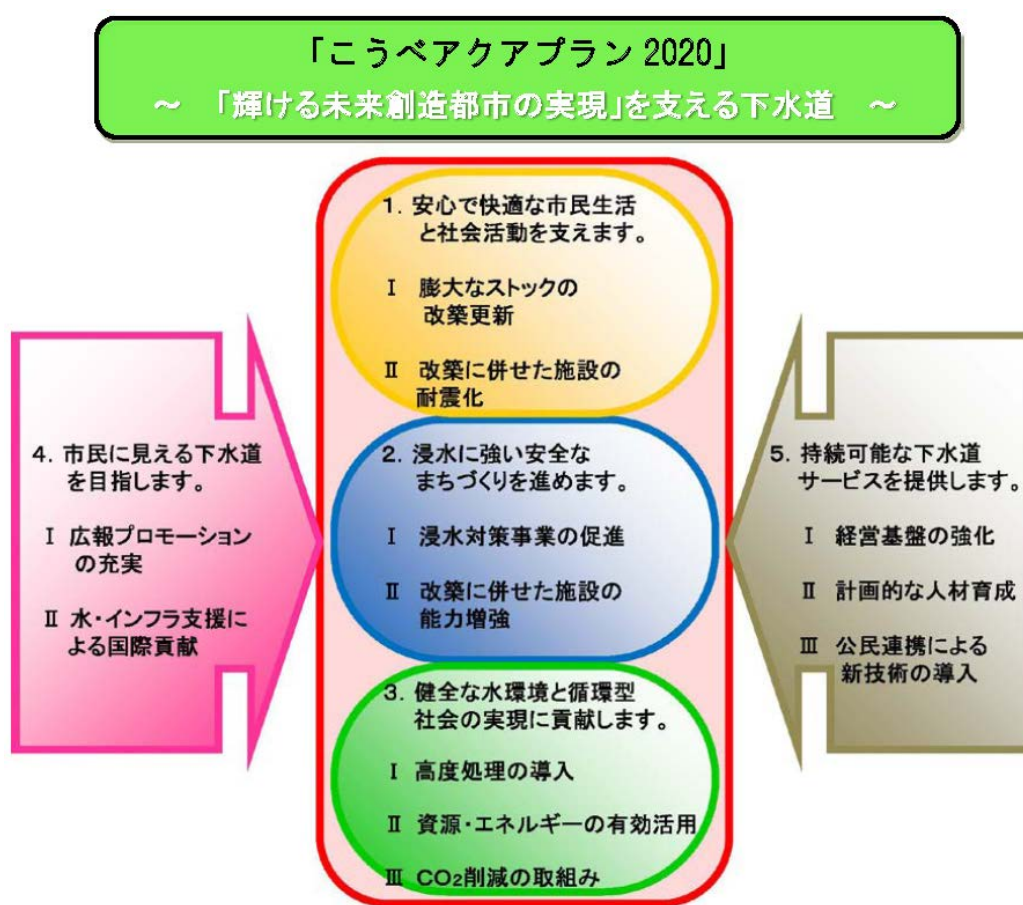 「こうべアクアプラン 2020」
～ 「輝ける未来創造都市の実現」を支える下水道 ～
1．安心で快適な市民生活
と社会活動を支えます。
Ⅰ 膨大なストックの
改築更新
Ⅱ 改築に併せた施設の
耐震化
2．浸水に強い安全な
まちづくりを進めます。
Ⅰ 浸水対策事業の促進
Ⅱ 改築に併せた施設の
能力増強
3．健全な水環境と循環型
社会の実現に貢献します。
Ⅰ 高度処理の導入
Ⅱ 資源・エネルギーの有効活用
Ⅲ CO₂削減の取組み
4．市民に見える下水道
を目指します。
Ⅰ 広報プロモーション
の充実
Ⅱ 水・インフラ支援に
よる国際貢献
5．持続可能な下水道
サービスを提供します。
Ⅰ 経営基盤の強化
Ⅱ 計画的な人材育成
Ⅲ 公民連携による
新技術の導入